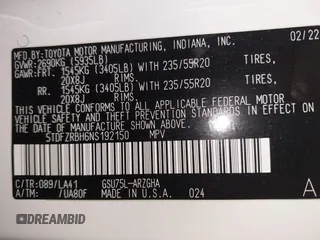 MFD. BY: TOYOTA MOTOR MANUFACTURING, INDIANA, INC. 02/22
GVWR: 2690KG (5935LB)
GAWR: FRT. 1545KG (3405LB) WITH 235/55R20 TIRES,
20X8J RIMS.
RR. 1545KG (3405LB) WITH 235/55R20 TIRES,
20X8J RIMS.
THIS VEHICLE CONFORMS TO ALL APPLICABLE FEDERAL MOTOR
VEHICLE SAFETY AND THEFT PREVENTION STANDARDS IN EFFECT ON
THE DATE OF MANUFACTURE SHOWN ABOVE.
5TDFZRBH6NS192150 MPV
C/TR:089/LA41 GSU75L-ARZGHA
A/TM: /UA80F MADE IN U.S.A. 024
DREAMBID